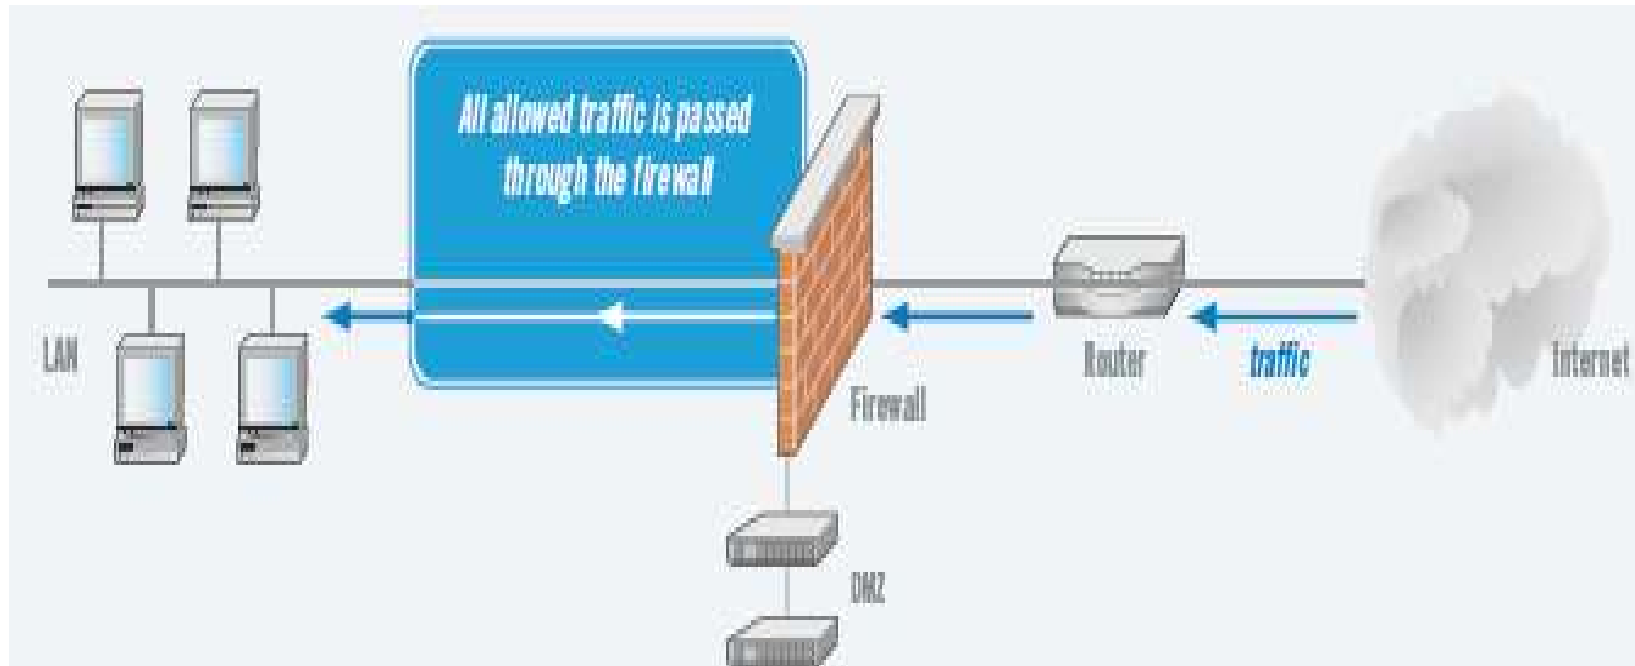 All allowed traffic is passed
through the firewall
LAN
Firewall
Router
traffic
Internet
DMZ